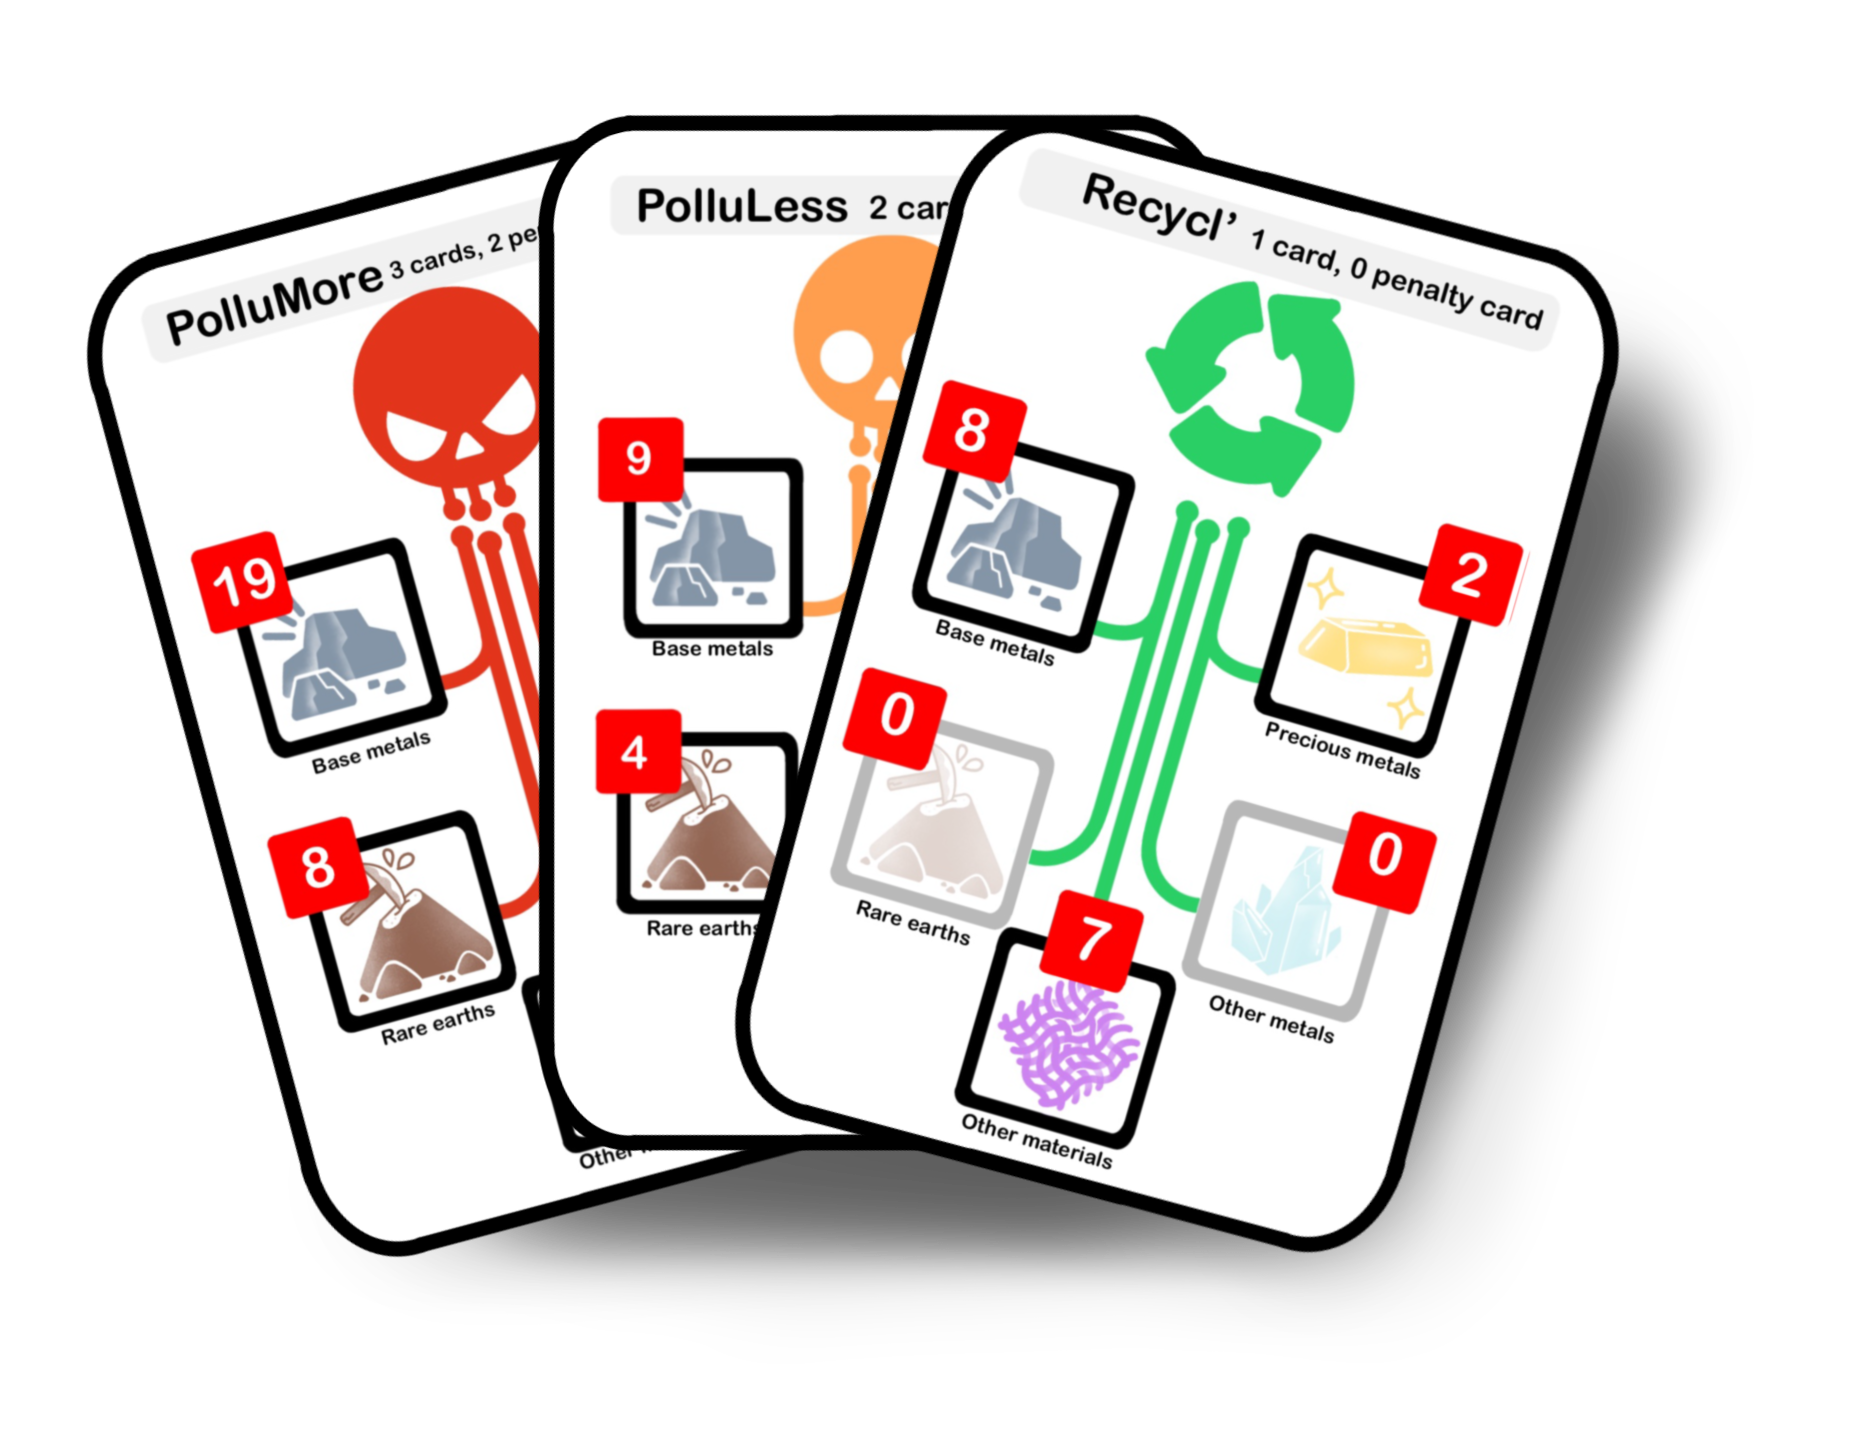 PolluMore 3 cards, 2
19
Base metals
8
Rare earths
Other
PolluLess 2
9
Base metals
4
Rare earths
Recycl’ 1 card, 0 penalty card
8
Base metals
2
Precious metals
0
Rare earths
0
Other metals
7
Other materials